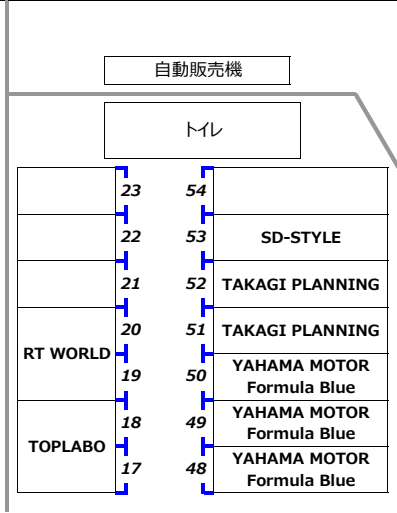 自動販売機
トイレ
23 54
22 53 SD-STYLE
21 52 TAKAGI PLANNING
20 51 TAKAGI PLANNING
RT WORLD
19 50 YAHAMA MOTOR
Formula Blue
18 49 YAHAMA MOTOR
Formula Blue
TOPLABO
17 48 YAHAMA MOTOR
Formula Blue